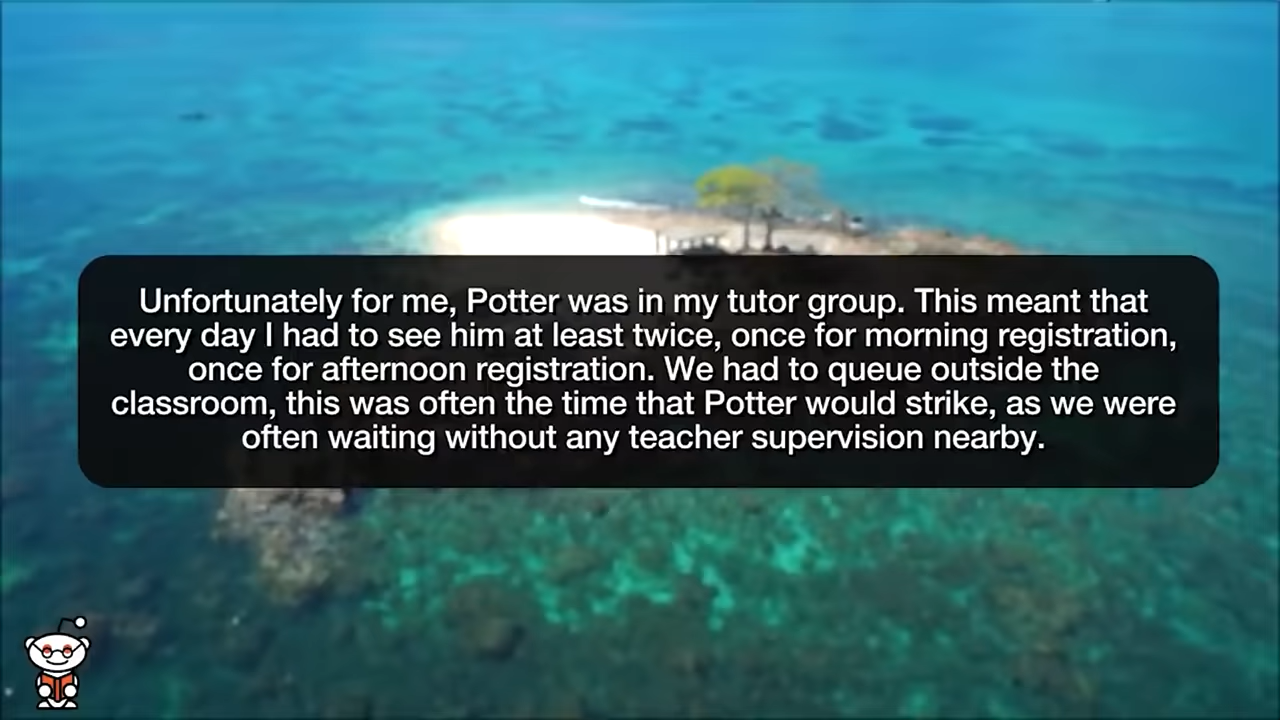 Unfortunately for me, Potter was in my tutor group. This meant that
every day I had to see him at least twice, once for morning registration,
once for afternoon registration. We had to queue outside the
classroom, this was often the time that Potter would strike, as we were
often waiting without any teacher supervision nearby.